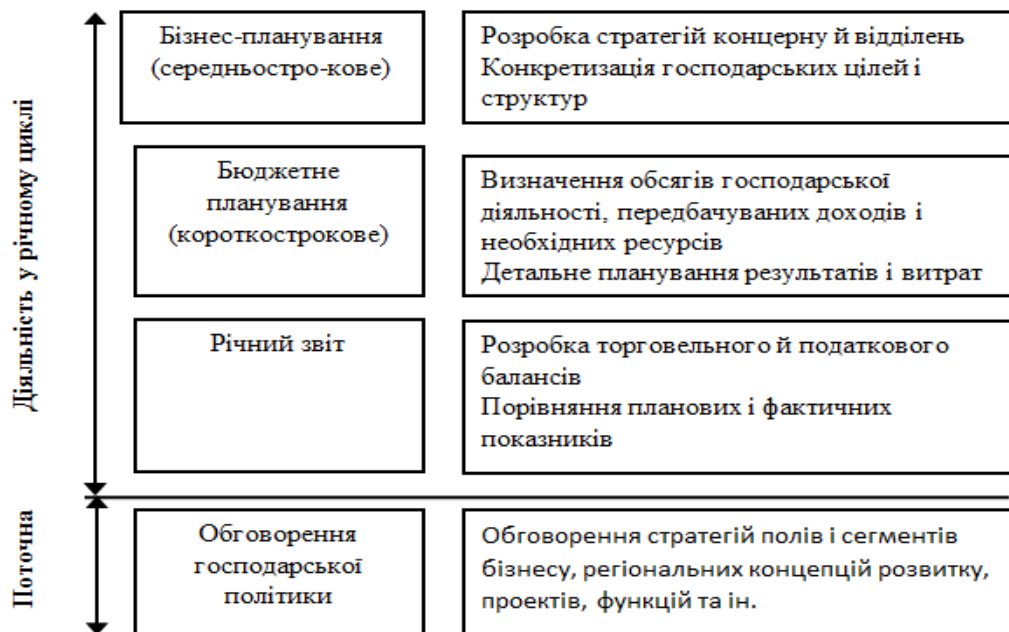 Діяльність у річному циклі
Бізнес-планування
(середньостро-кове)
Розробка стратегій концерну й відділень
Конкретизація господарських цілей і
структур
Бюджетне
планування
(короткострокове)
Визначення обсягів господарської
діяльності, передбачуваних доходів і
необхідних ресурсів
Детальне планування результатів і витрат
Річний звіт
Розробка торговельного й податкового
балансів
Порівняння планових і фактичних
показників
Поточна
Обговорення
господарської
політики
Обговорення стратегій полів і сегментів
бізнесу, регіональних концепцій розвитку,
проектів, функцій та ін.